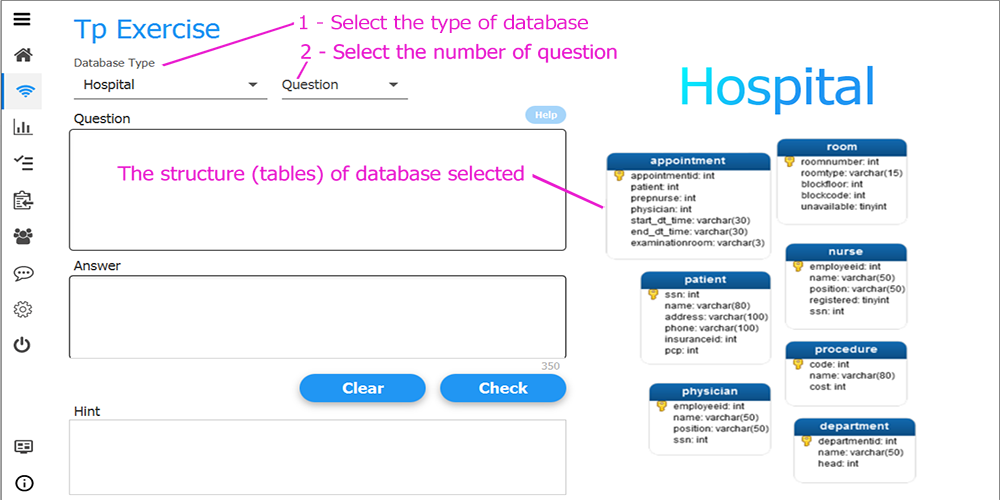 Tp Exercise
1 - Select the type of database
2 - Select the number of question
Database Type
Hospital
Question
Hospital
Question
Help
The structure (tables) of database selected
Answer
350
Clear
Check
Hint
appointment
appointmentid: int
patient: int
prepnurse: int
physician: int
start_dt_time: varchar(30)
end_dt_time: varchar(30)
examinationroom: varchar(3)
room
roomnumber: int
roomtype: varchar(15)
blockfloor: int
blockcode: int
unavailable: tinyint
patient
ssn: int
name: varchar(80)
address: varchar(100)
phone: varchar(100)
insuranceid: int
pcp: int
nurse
employeeid: int
name: varchar(50)
position: varchar(50)
registered: tinyint
ssn: int
procedure
code: int
name: varchar(80)
cost: int
physician
employeeid: int
name: varchar(50)
position: varchar(50)
ssn: int
department
departmentid: int
name: varchar(50)
head: int